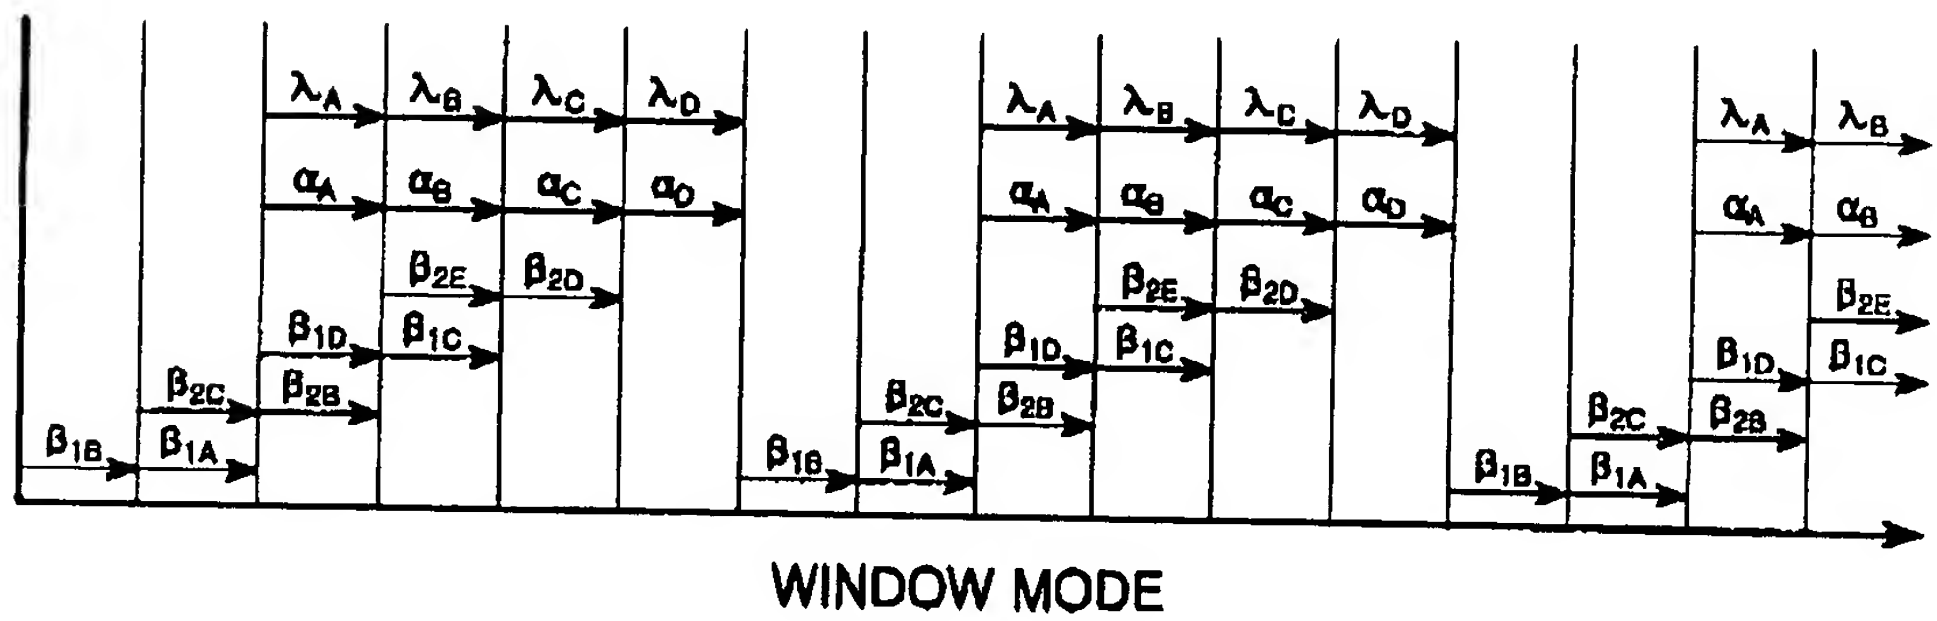 λA λB λC λD λA λB λC λD λA λB
αA αB αC αD αA αB αC αD αA αB
β2E β2D β2E β2D β2E
β1D β1C β1D β1C β1D β1C
β2C β2B β2C β2B β2C β2B
β1B β1A β1B β1A β1B β1A
WINDOW MODE